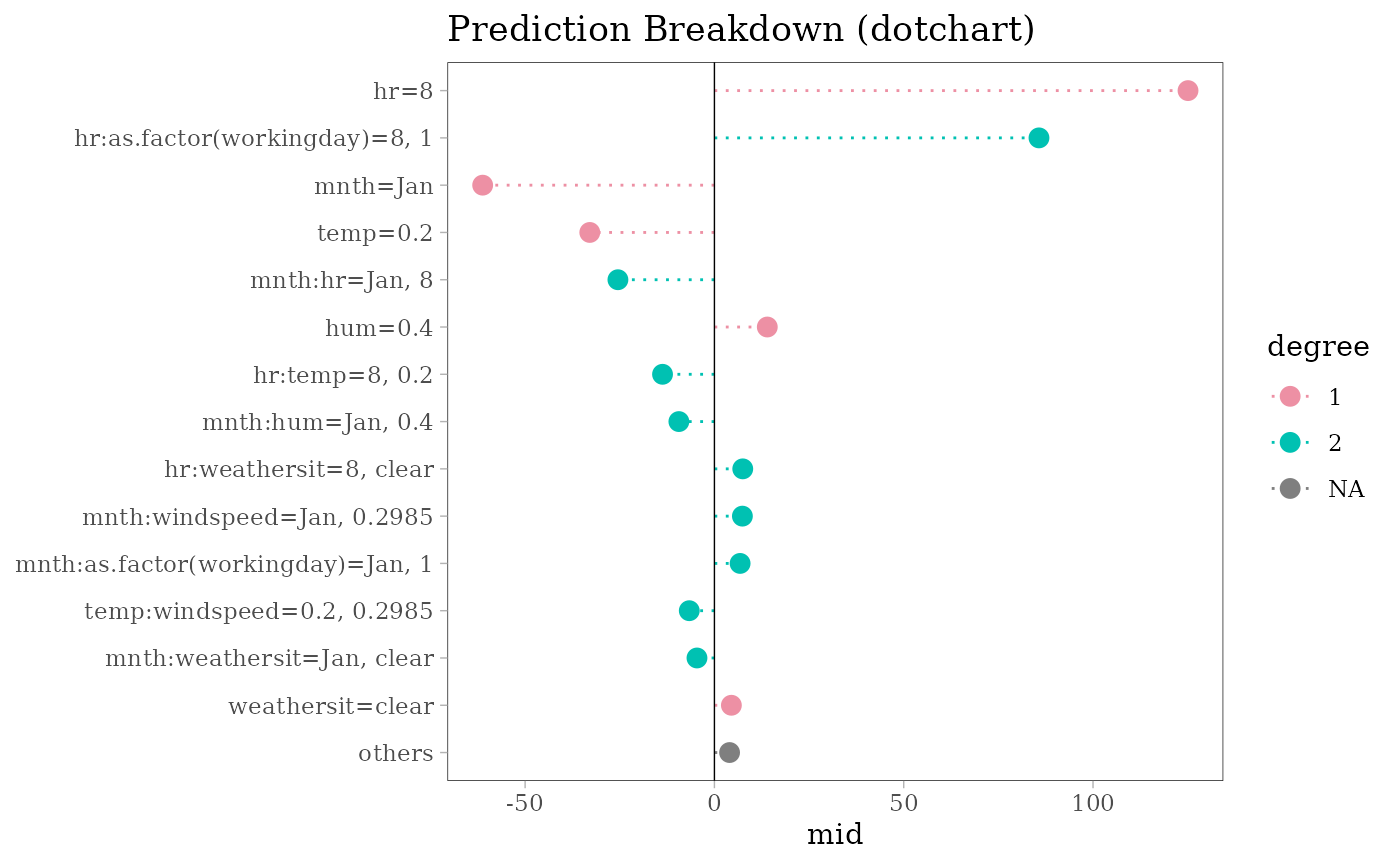 Prediction Breakdown (dotchart)
hr=8
hr:as.factor(workingday)=8, 1
mnth=Jan
temp=0.2
mnth:hr=Jan, 8
hum=0.4
hr:temp=8, 0.2
mnth:hum=Jan, 0.4
hr:weathersit=8, clear
mnth:windspeed=Jan, 0.2985
mnth:as.factor(workingday)=Jan, 1
temp:windspeed=0.2, 0.2985
mnth:weathersit=Jan, clear
weathersit=clear
others
-50 0 50 100
mid
degree
1
2
NA